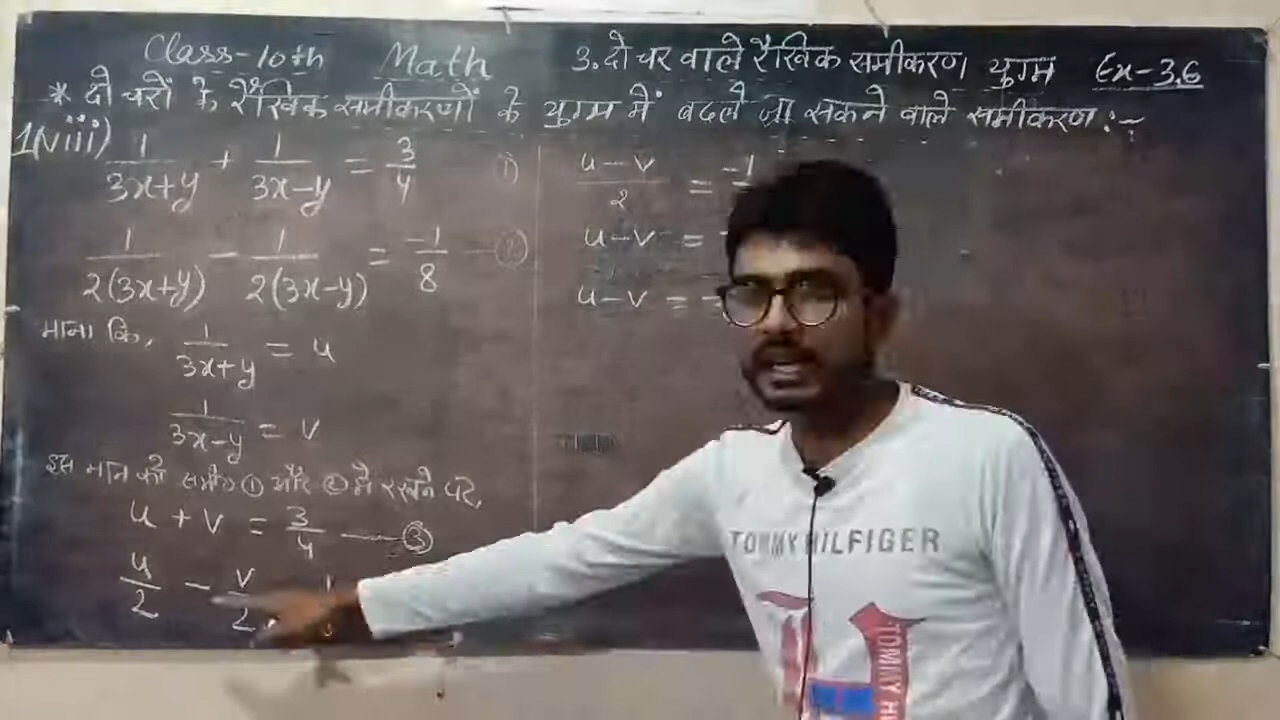 Class-10th Math 3. दो चर वाले रैखिक समीकरण युग्म Ex-3.6
* दो चरों के रैखिक समीकरणों के युग्म में बदले जा सकने वाले समीकरण :-
1(viii) 1/(3x+y) + 1/(3x-y) = 3/4 ①
1/2(3x+y) - 1/2(3x-y) = -1/8 — ②
माना कि, 1/(3x+y) = u
1/(3x-y) = v
इस मान को समी० ① और ② में रखने पर,
u + v = 3/4 — ③
u/2 - v/2
(u-v)/2 = -1
u-v =
u-v =
TOMMY HILFIGER
TOMMY HI